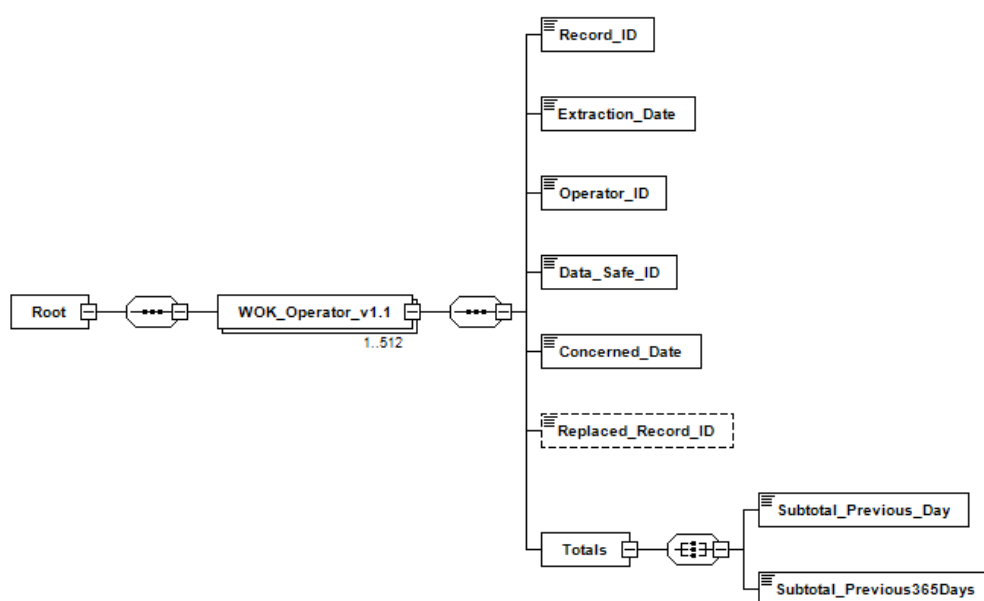 Record_ID
Extraction_Date
Operator_ID
Data_Safe_ID
Root
WOK_Operator_v1.1
1..512
Concerned_Date
Replaced_Record_ID
Subtotal_Previous_Day
Totals
Subtotal_Previous365Days